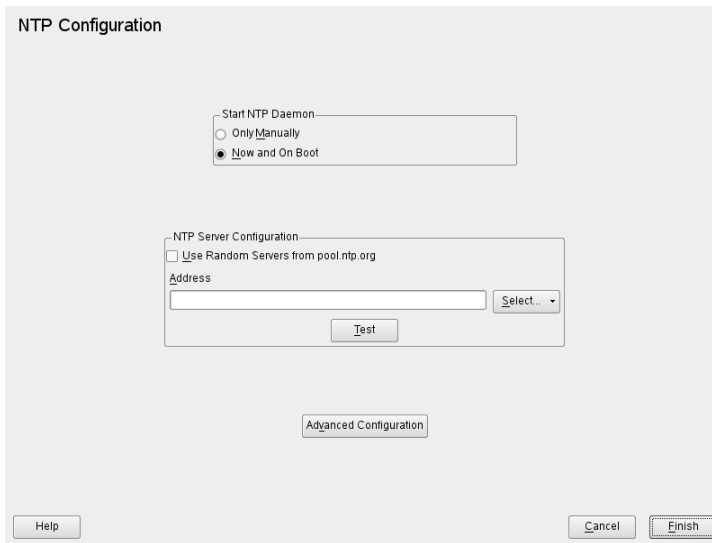 NTP Configuration
Start NTP Daemon
Only Manually
Now and On Boot
NTP Server Configuration
Use Random Servers from pool.ntp.org
Address
Select...
Test
Advanced Configuration
Help
Cancel
Finish